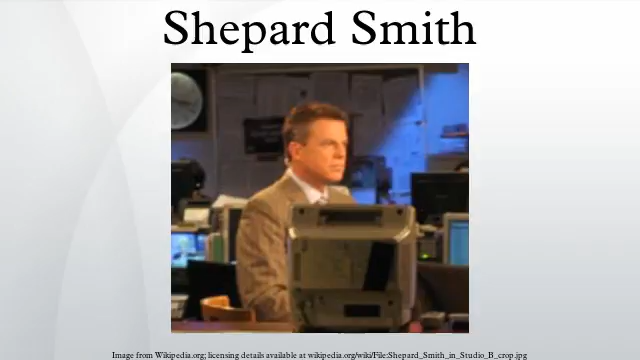 Shepard Smith
Image from Wikipedia.org; licensing details available at wikipedia.org/wiki/File:Shepard_Smith_in_Studio_B_crop.jpg